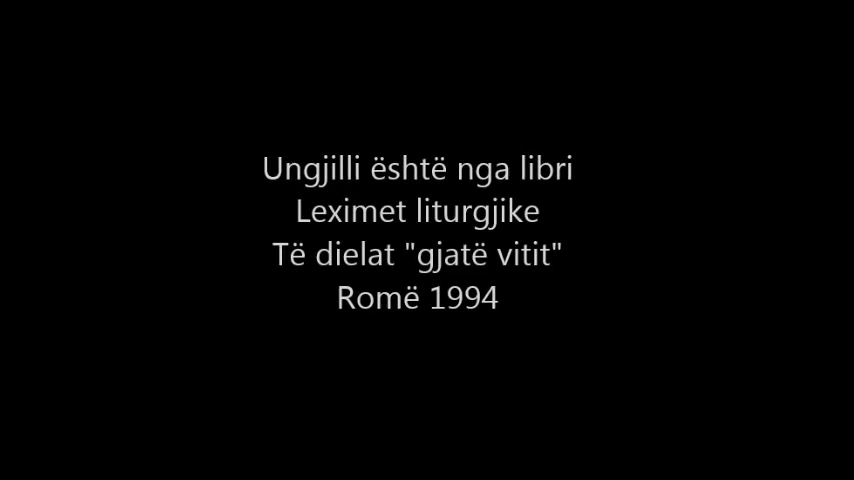 Ungjilli është nga libri
Leximet liturgjike
Të dielat "gjatë vitit"
Romë 1994